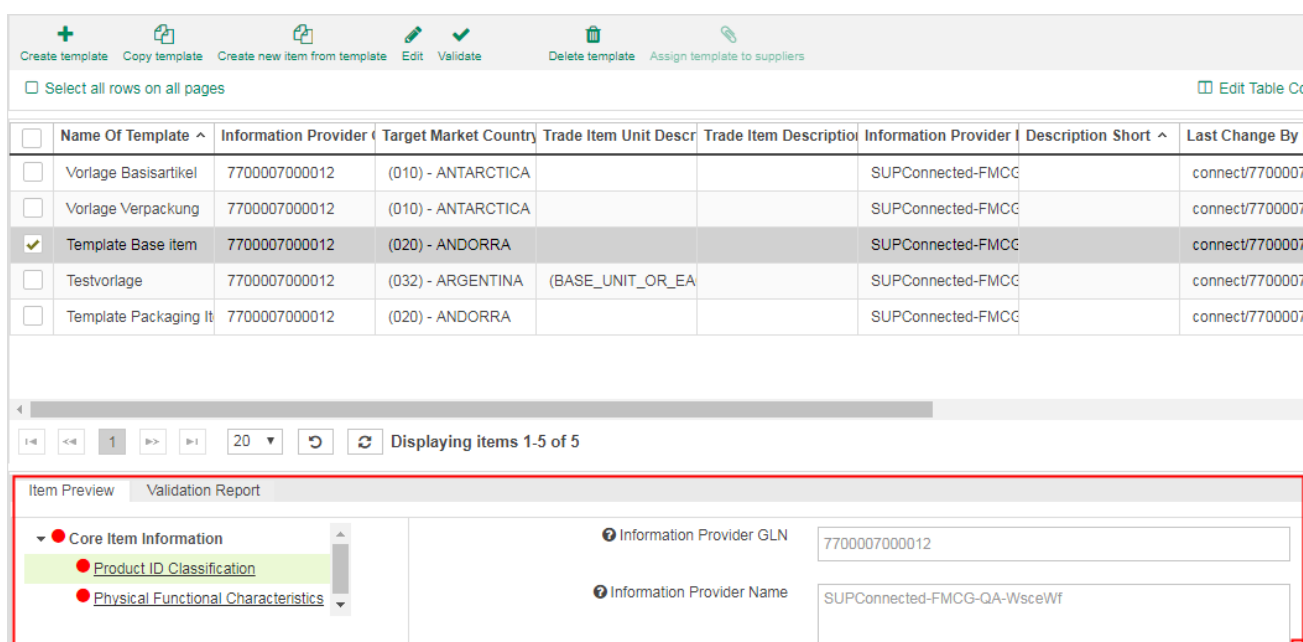 Create template Copy template Create new item from template Edit Validate Delete template Assign template to suppliers
Select all rows on all pages Edit Table Co
Name Of Template Information Provider ( Target Market Country Trade Item Unit Descr Trade Item Description Information Provider I Description Short Last Change By
Vorlage Basisartikel 7700007000012 (010) - ANTARCTICA SUPConnected-FMCG connect/7700007
Vorlage Verpackung 7700007000012 (010) - ANTARCTICA SUPConnected-FMCG connect/7700007
Template Base item 7700007000012 (020) - ANDORRA SUPConnected-FMCG connect/7700007
Testvorlage 7700007000012 (032) - ARGENTINA (BASE_UNIT_OR_EA SUPConnected-FMCG connect/7700007
Template Packaging It 7700007000012 (020) - ANDORRA SUPConnected-FMCG connect/7700007
1 20 Displaying items 1-5 of 5
Item Preview Validation Report
Core Item Information Information Provider GLN 7700007000012
Product ID Classification
Physical Functional Characteristics Information Provider Name SUPConnected-FMCG-QA-WsceWf